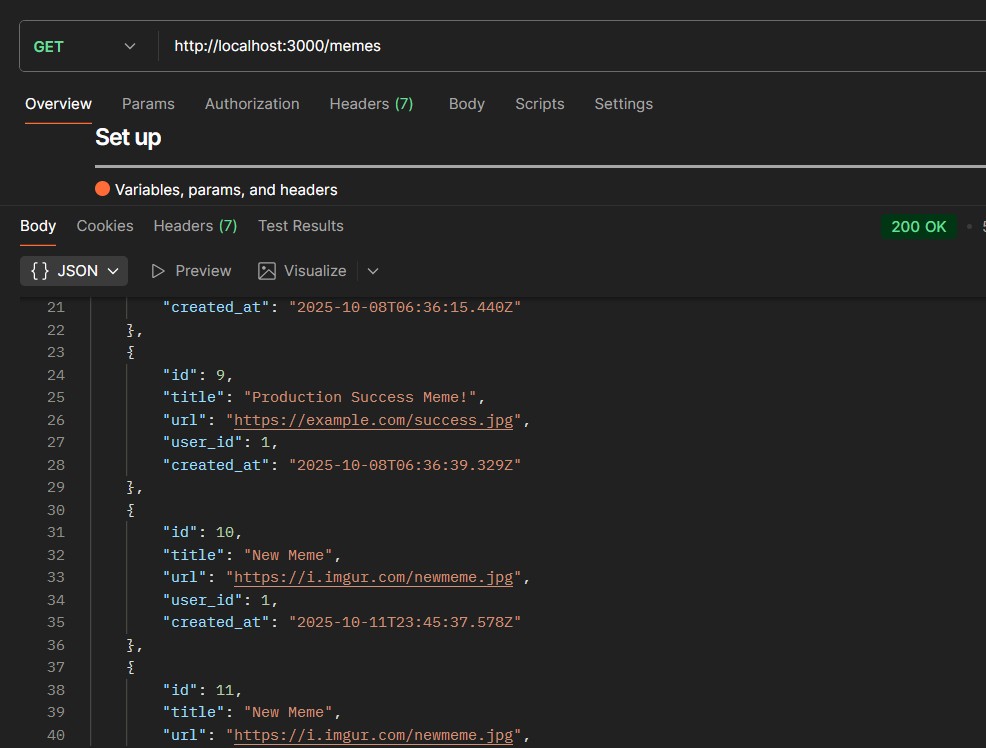 GET http://localhost:3000/memes
Overview Params Authorization Headers (7) Body Scripts Settings
Set up
Variables, params, and headers
Body Cookies Headers (7) Test Results 200 OK
{} JSON Preview Visualize
21 "created_at": "2025-10-08T06:36:15.440Z"
22 },
23 {
24 "id": 9,
25 "title": "Production Success Meme!",
26 "url": "https://example.com/success.jpg",
27 "user_id": 1,
28 "created_at": "2025-10-08T06:36:39.329Z"
29 },
30 {
31 "id": 10,
32 "title": "New Meme",
33 "url": "https://i.imgur.com/newmeme.jpg",
34 "user_id": 1,
35 "created_at": "2025-10-11T23:45:37.578Z"
36 },
37 {
38 "id": 11,
39 "title": "New Meme",
40 "url": "https://i.imgur.com/newmeme.jpg",